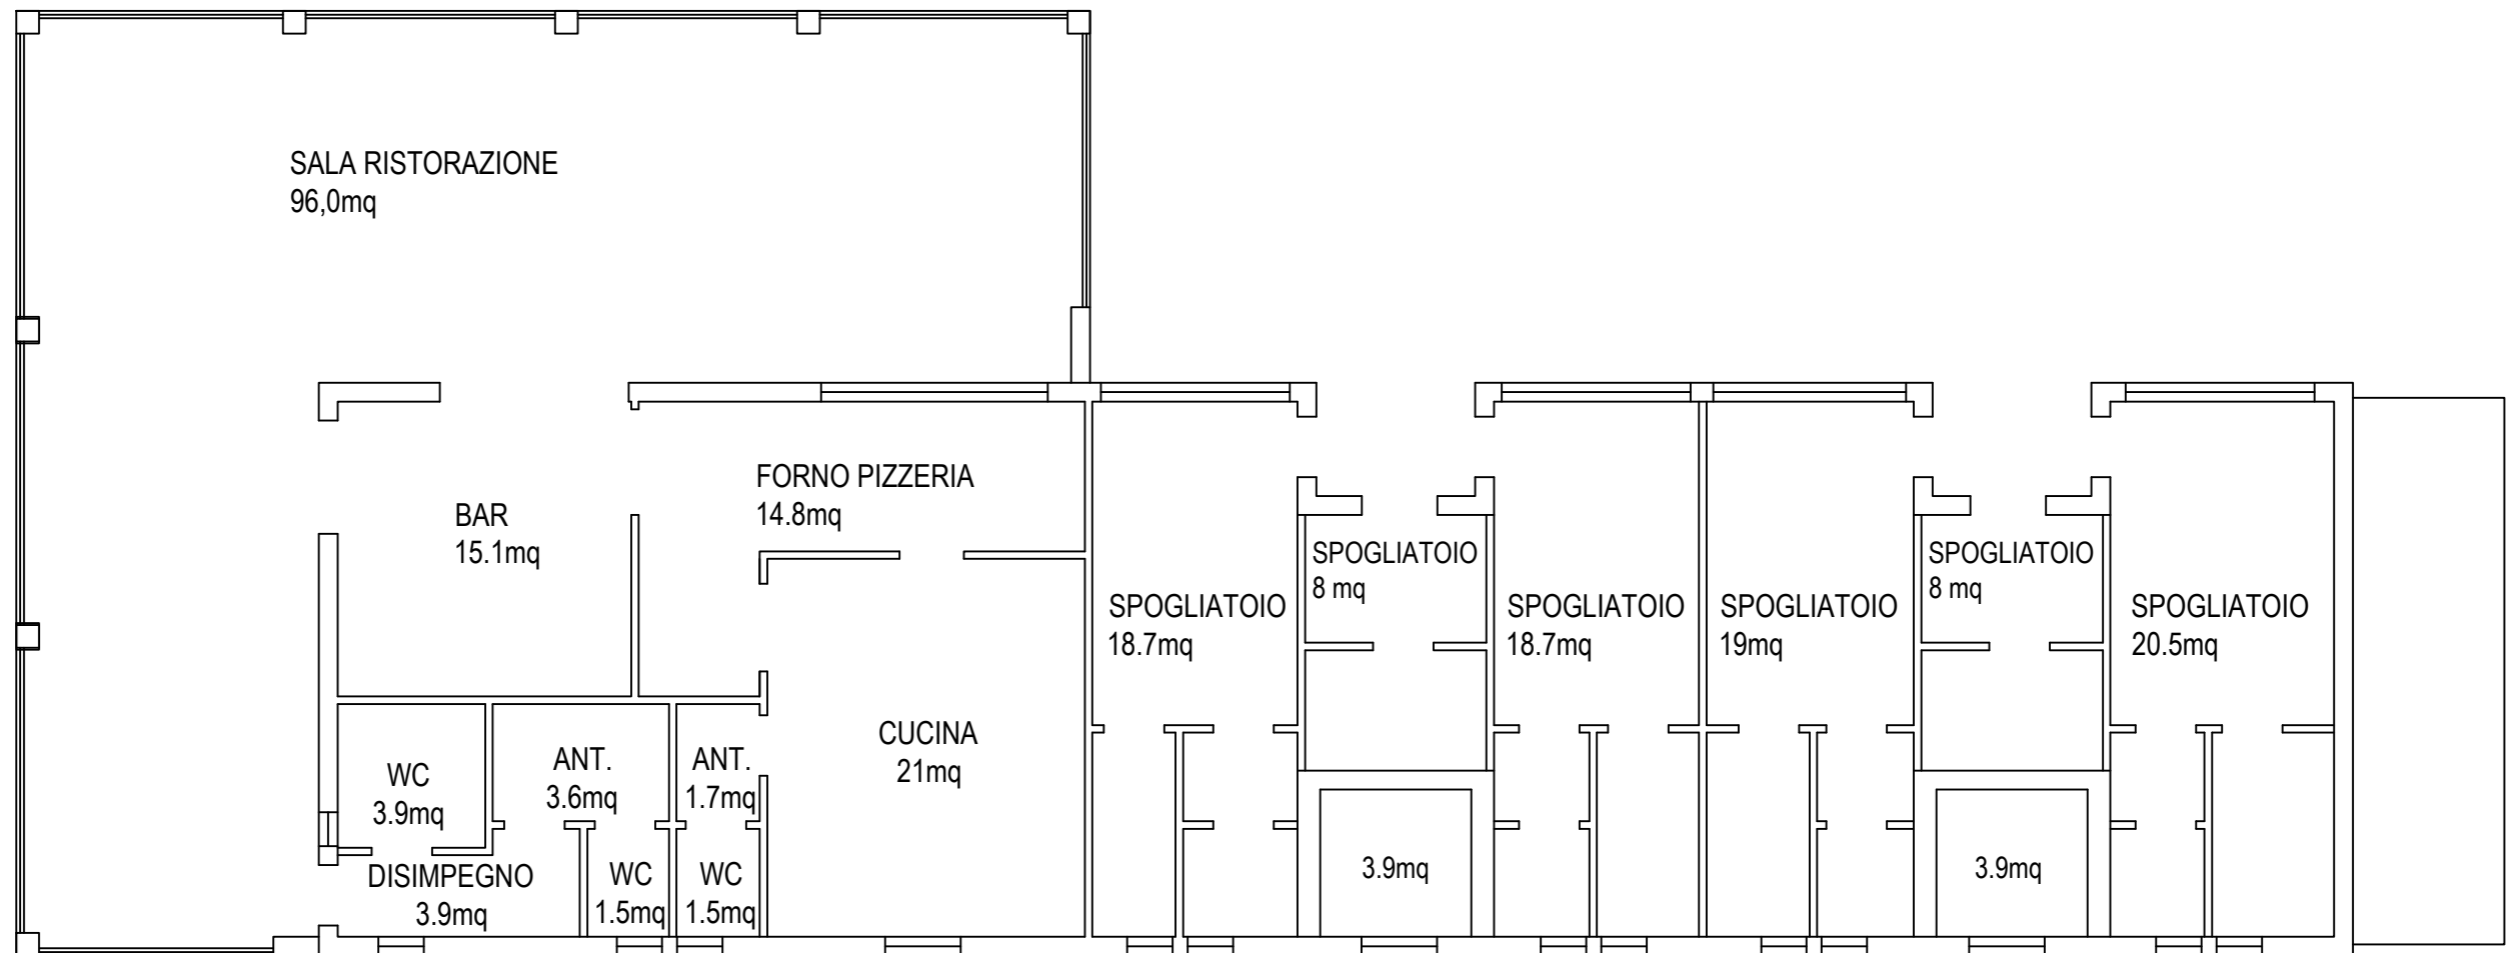 SALA RISTORAZIONE
96,0mq
FORNO PIZZERIA
14.8mq
BAR
15.1mq
SPOGLIATOIO
8 mq
SPOGLIATOIO
8 mq
SPOGLIATOIO
18.7mq
SPOGLIATOIO
18.7mq
SPOGLIATOIO
19mq
SPOGLIATOIO
20.5mq
CUCINA
21mq
WC
3.9mq
ANT.
3.6mq
ANT.
1.7mq
DISIMPEGNO
3.9mq
WC
1.5mq
WC
1.5mq
3.9mq
3.9mq